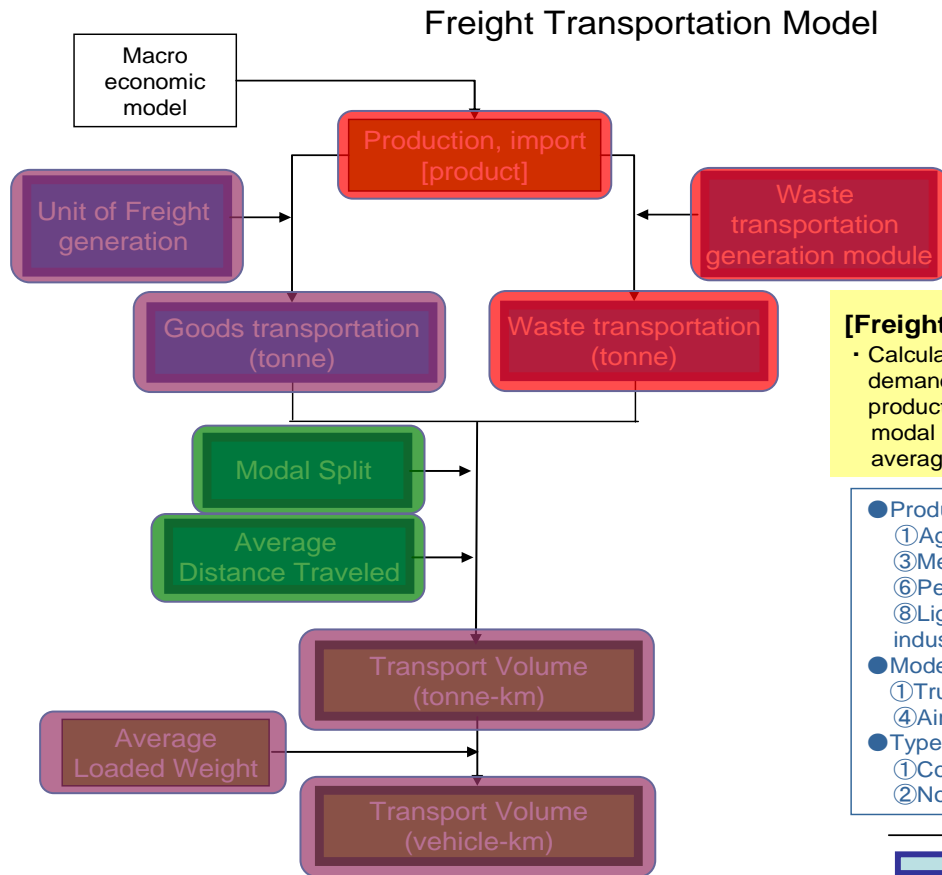 Freight Transportation Model
Macro
economic
model
Production, import
[product]
Unit of Freight
generation
Waste
transportation
generation module
Goods transportation
(tonne)
Waste transportation
(tonne)
[Freight
・Calcula
demand
product
modal
averag
Modal Split
Average
Distance Traveled
●Produ
①Ag
③Me
⑥Pe
⑧Lig
indus
●Mode
①Tru
④Air
●Type
①Co
②No
Transport Volume
(tonne-km)
Average
Loaded Weight
Transport Volume
(vehicle-km)